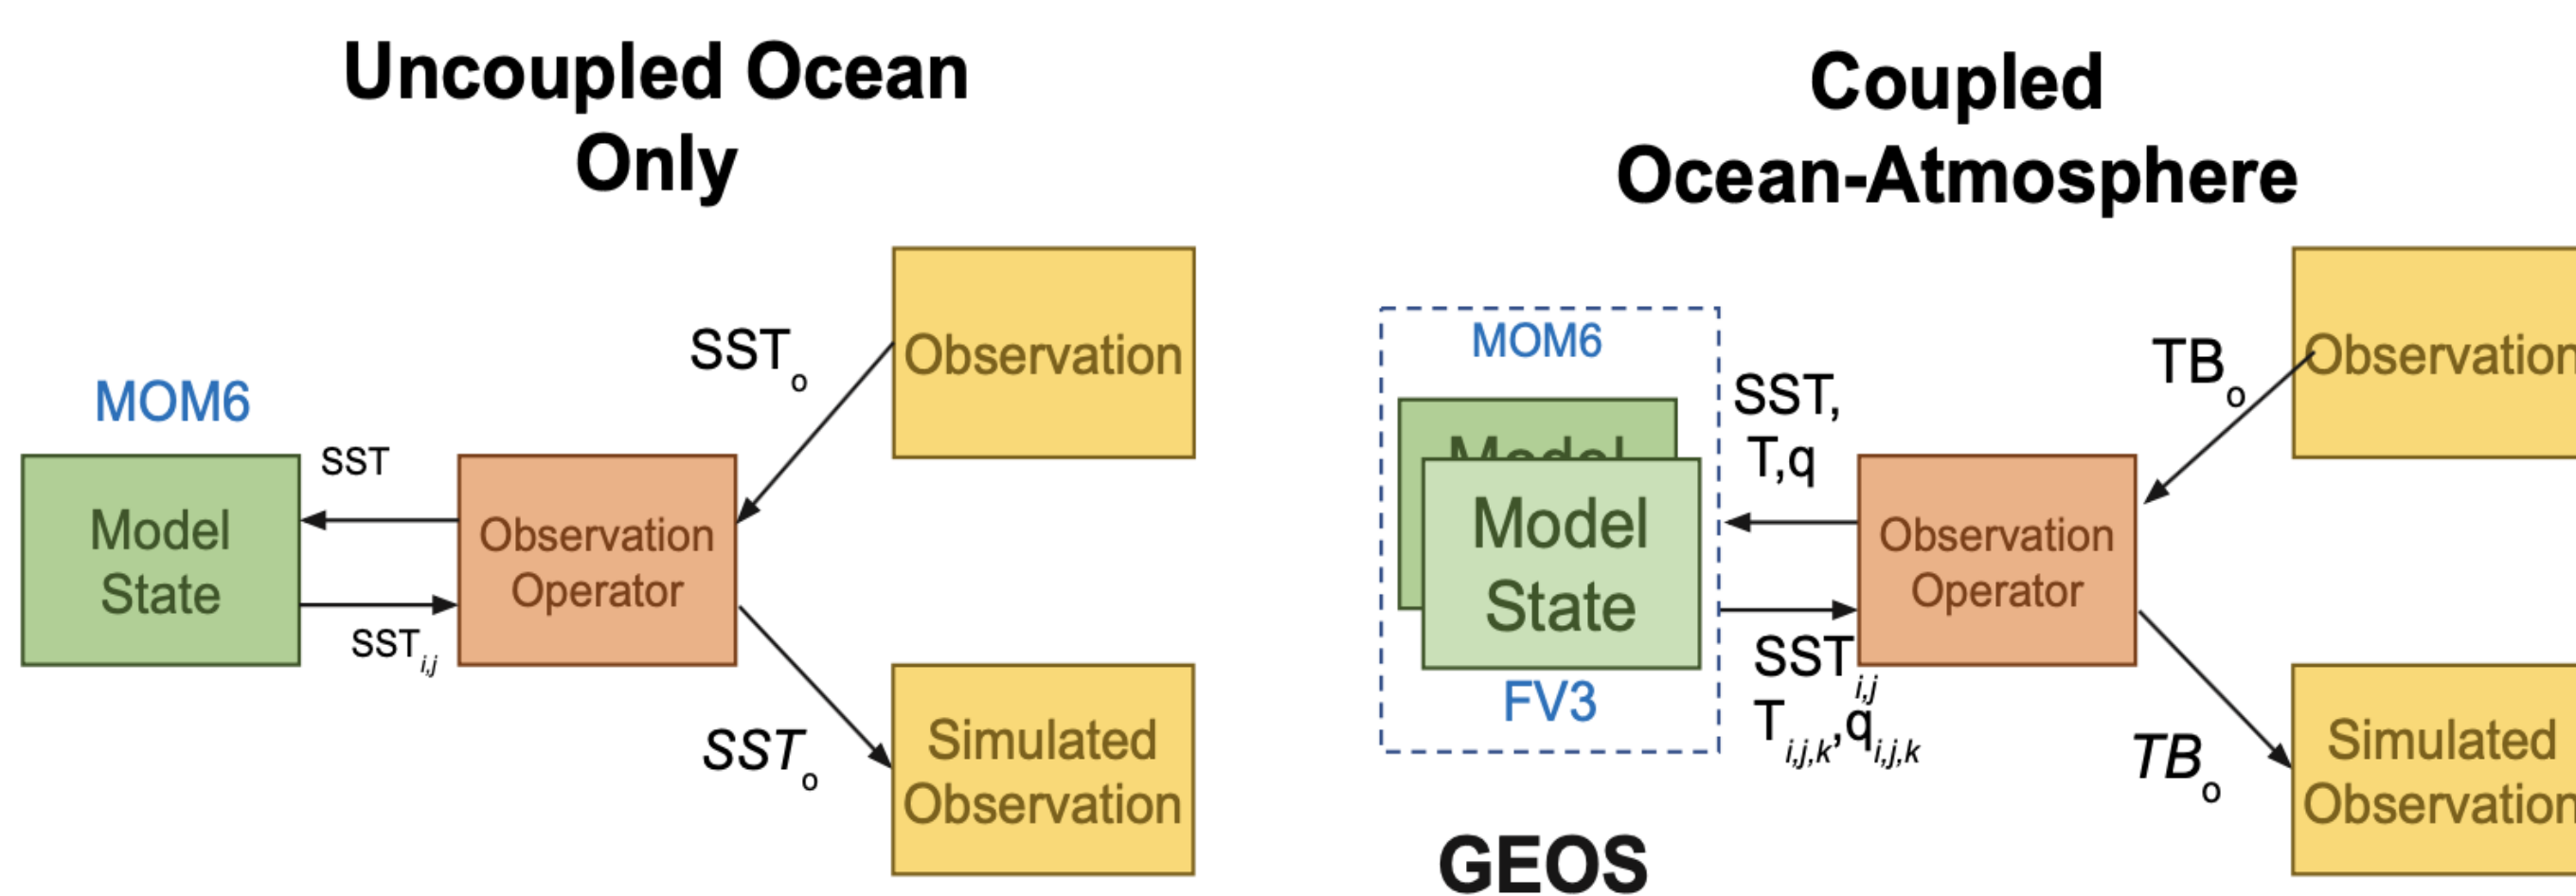 Uncoupled Ocean
Only
MOM6
Model
State
SST
SST i,j
Observation
Operator
SST o
Observation
SST o
Simulated
Observation
Coupled
Ocean-Atmosphere
MOM6
Model
Model
State
FV3
GEOS
SST,
T,q
SST i,j
T i,j,k,q i,j,k
Observation
Operator
TB o
Observation
TB o
Simulated
Observation